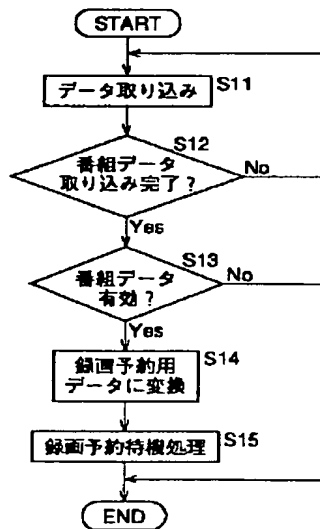 START
データ取り込み
S11
S12
番組データ
取り込み完了?
No
Yes
S13
番組データ
有効?
No
Yes
録画予約用
データに変換
S14
録画予約待機処理
S15
END